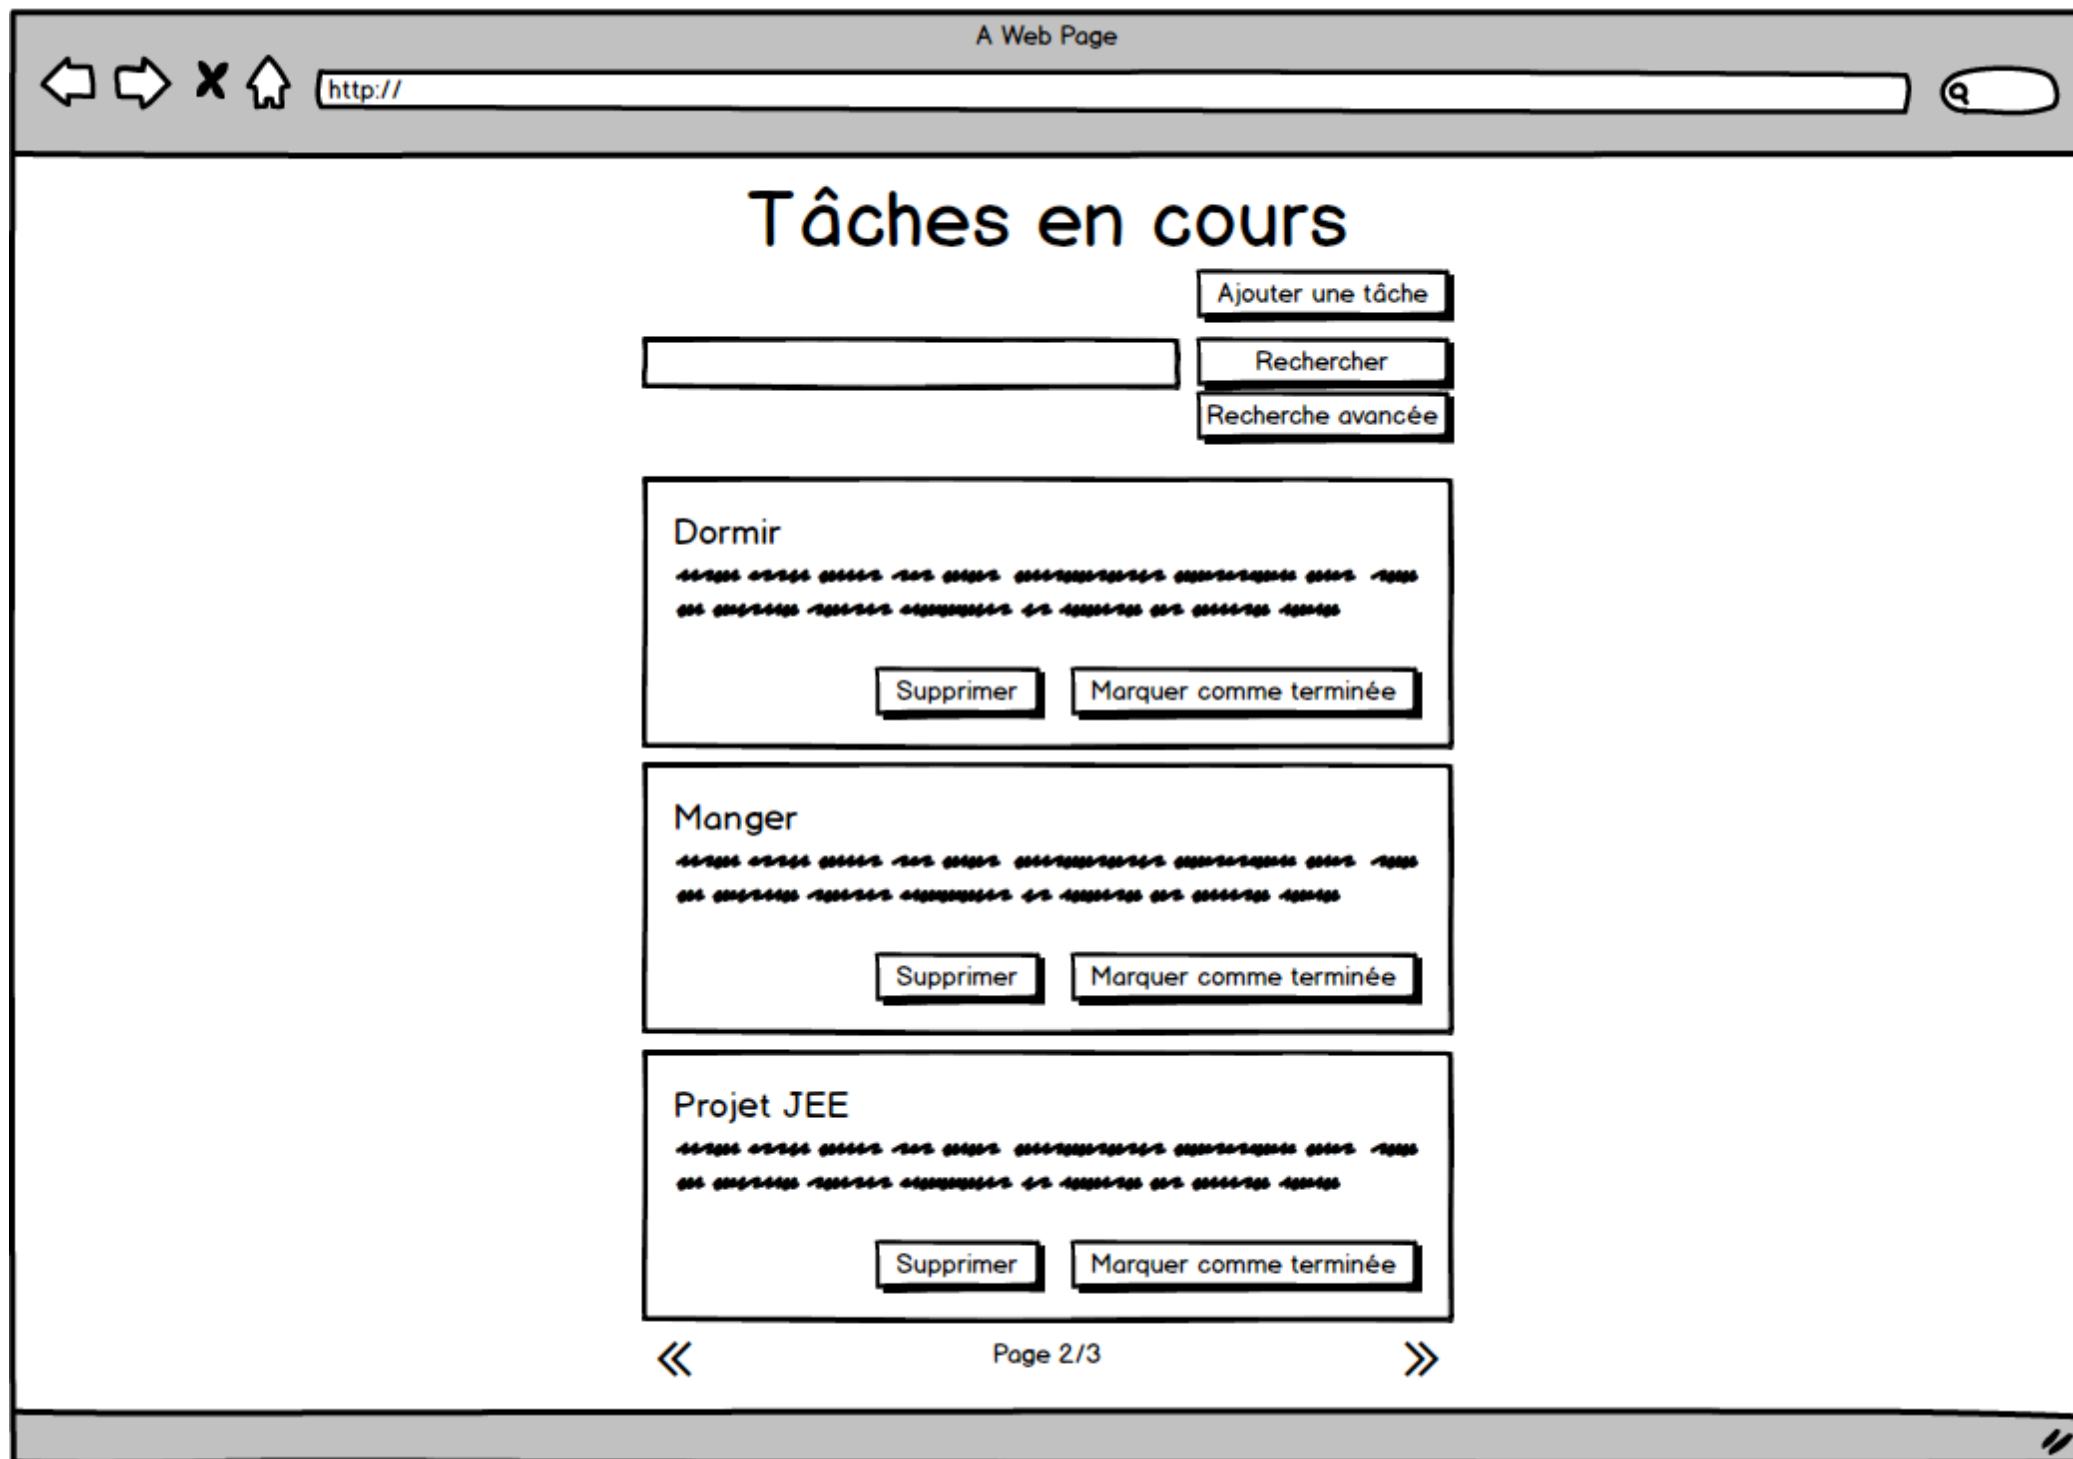 A Web Page
http://
Tâches en cours
Ajouter une tâche
Rechercher
Recherche avancée
Dormir
Supprimer
Marquer comme terminée
Manger
Supprimer
Marquer comme terminée
Projet JEE
Supprimer
Marquer comme terminée
Page 2/3